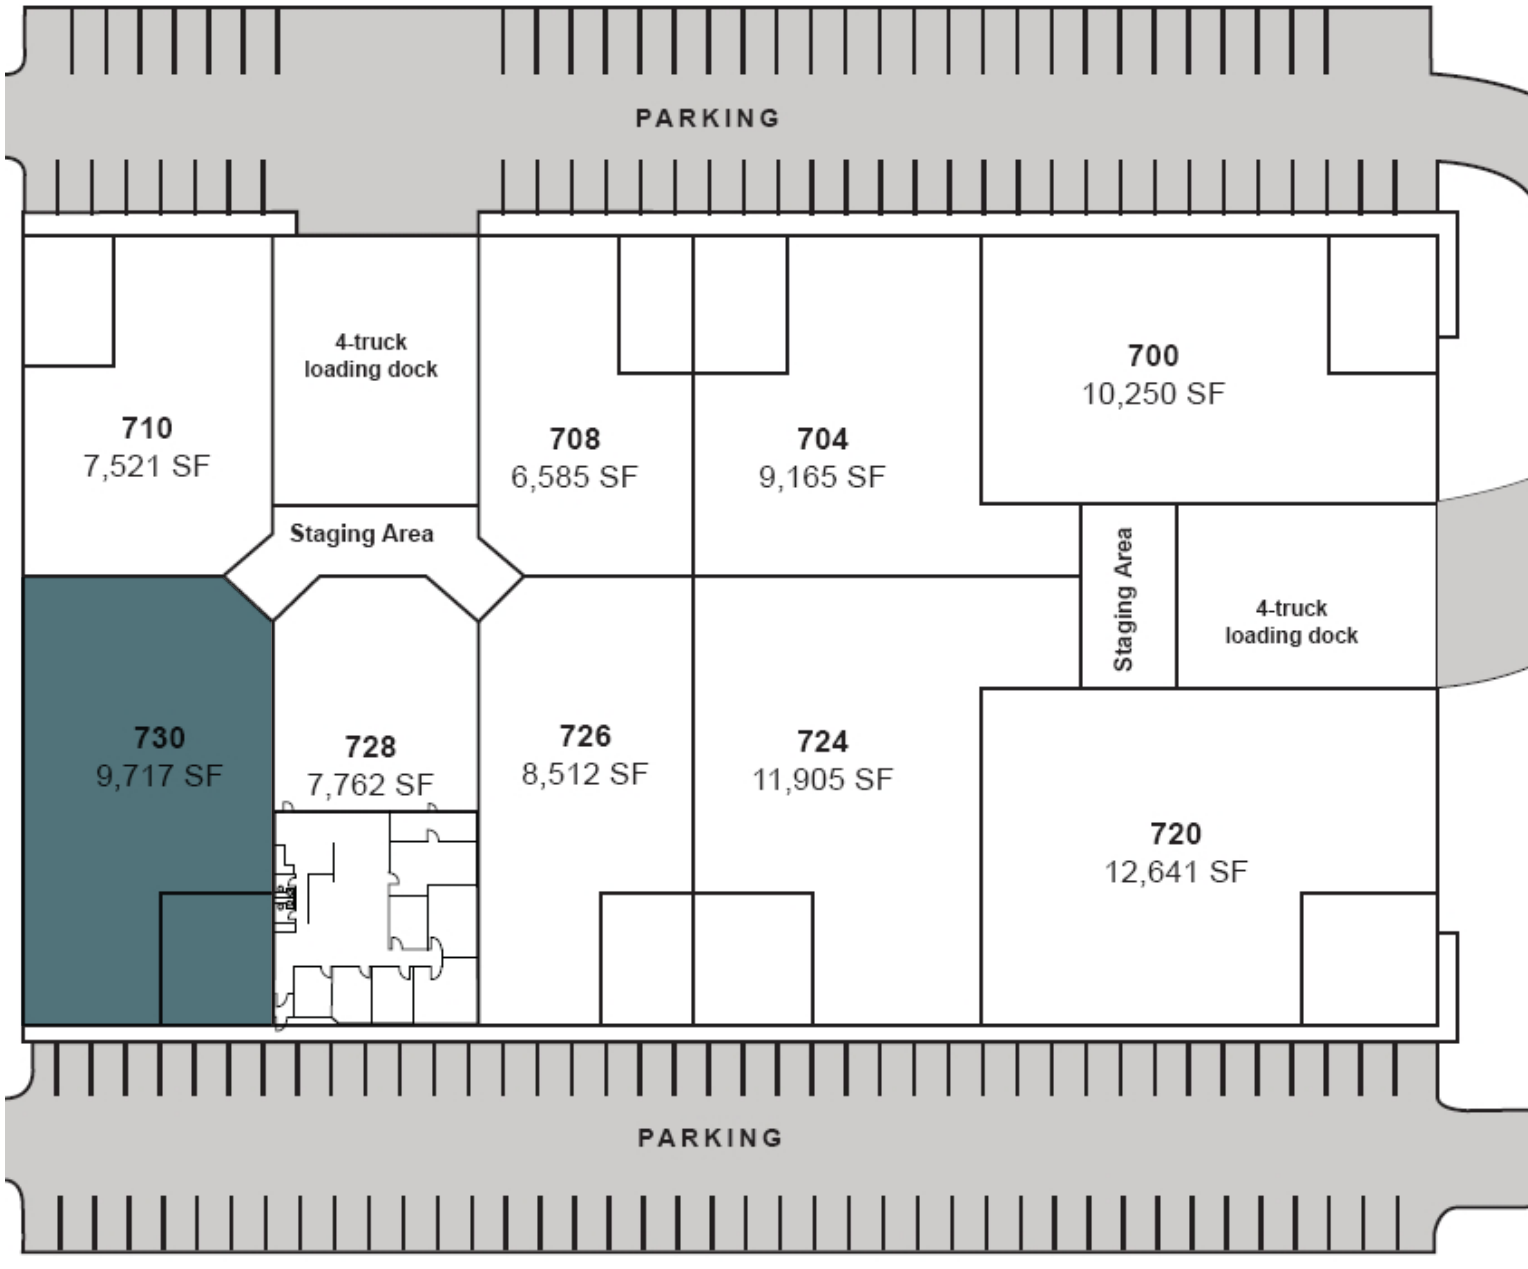 PARKING
4-truck
loading dock
700
10,250 SF
710
7,521 SF
708
6,585 SF
704
9,165 SF
Staging Area
Staging Area
4-truck
loading dock
730
9,717 SF
728
7,762 SF
726
8,512 SF
724
11,905 SF
720
12,641 SF
PARKING